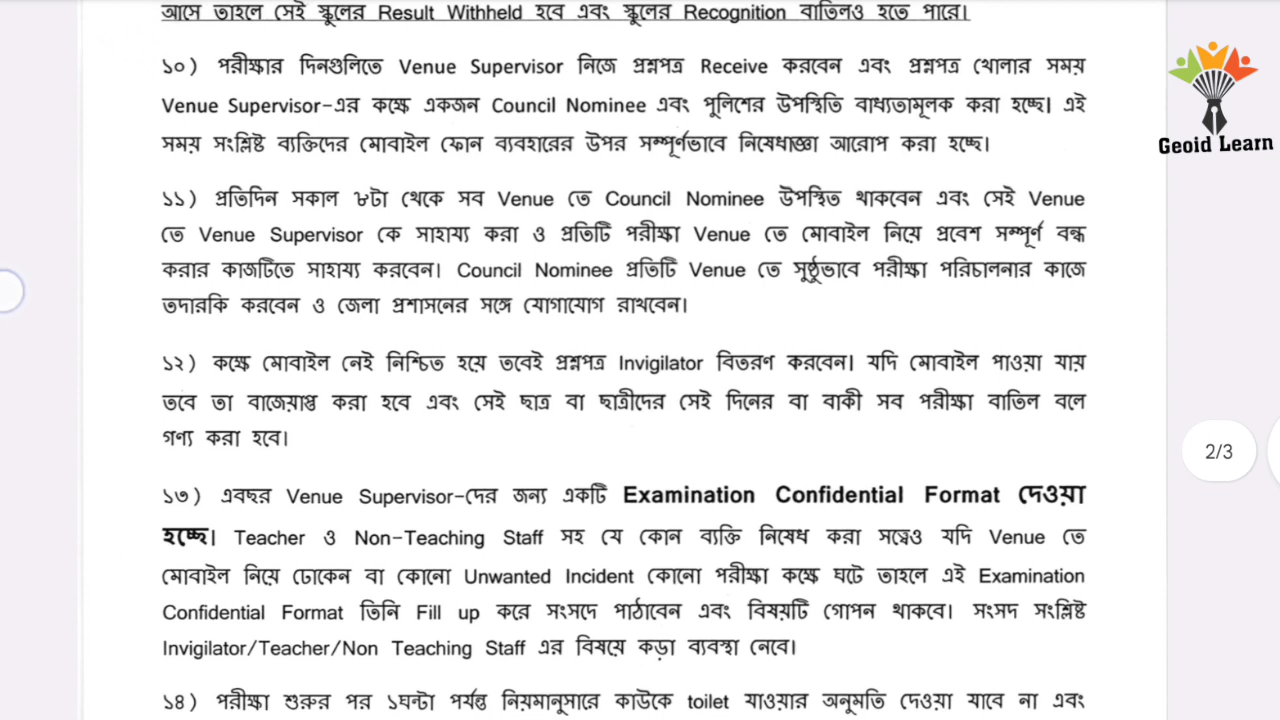 আসে তাহলে সেই স্কুলের Result Withheld হবে এবং স্কুলের Recognition বাতিলও হতে পারে।
১০) পরীক্ষার দিনগুলিতে Venue Supervisor নিজে প্রশ্নপত্র Receive করবেন এবং প্রশ্নপত্র খোলার সময়
Venue Supervisor-এর কক্ষে একজন Council Nominee এবং পুলিশের উপস্থিতি বাধ্যতামূলক করা হচ্ছে। এই
সময় সংশ্লিষ্ট ব্যক্তিদের মোবাইল ফোন ব্যবহারের উপর সম্পূর্ণভাবে নিষেধাজ্ঞা আরোপ করা হচ্ছে।
Geoid Learn
১১) প্রতিদিন সকাল ৮টা থেকে সব Venue তে Council Nominee উপস্থিত থাকবেন এবং সেই Venue
তে Venue Supervisor কে সাহায্য করা ও প্রতিটি পরীক্ষা Venue তে মোবাইল নিয়ে প্রবেশ সম্পূর্ণ বন্ধ
করার কাজটিতে সাহায্য করবেন। Council Nominee প্রতিটি Venue তে সুষ্ঠুভাবে পরীক্ষা পরিচালনার কাজে
তদারকি করবেন ও জেলা প্রশাসনের সঙ্গে যোগাযোগ রাখবেন।
১২) কক্ষে মোবাইল নেই নিশ্চিত হয়ে তবেই প্রশ্নপত্র Invigilator বিতরণ করবেন। যদি মোবাইল পাওয়া যায়
তবে তা বাজেয়াপ্ত করা হবে এবং সেই ছাত্র বা ছাত্রীদের সেই দিনের বা বাকী সব পরীক্ষা বাতিল বলে
গণ্য করা হবে।
2/3
১৩) এবছর Venue Supervisor-দের জন্য একটি Examination Confidential Format দেওয়া
হচ্ছে। Teacher ও Non-Teaching Staff সহ যে কোন ব্যক্তি নিষেধ করা সত্বেও যদি Venue তে
মোবাইল নিয়ে ঢোকেন বা কোনো Unwanted Incident কোনো পরীক্ষা কক্ষে ঘটে তাহলে এই Examination
Confidential Format তিনি Fill up করে সংসদে পাঠাবেন এবং বিষয়টি গোপন থাকবে। সংসদ সংশ্লিষ্ট
Invigilator/Teacher/Non Teaching Staff এর বিষয়ে কড়া ব্যবস্থা নেবে।
১৪) পরীক্ষা শুরুর পর ১ঘন্টা পর্যন্ত নিয়মানুসারে কাউকে toilet যাওয়ার অনুমতি দেওয়া যাবে না এবং